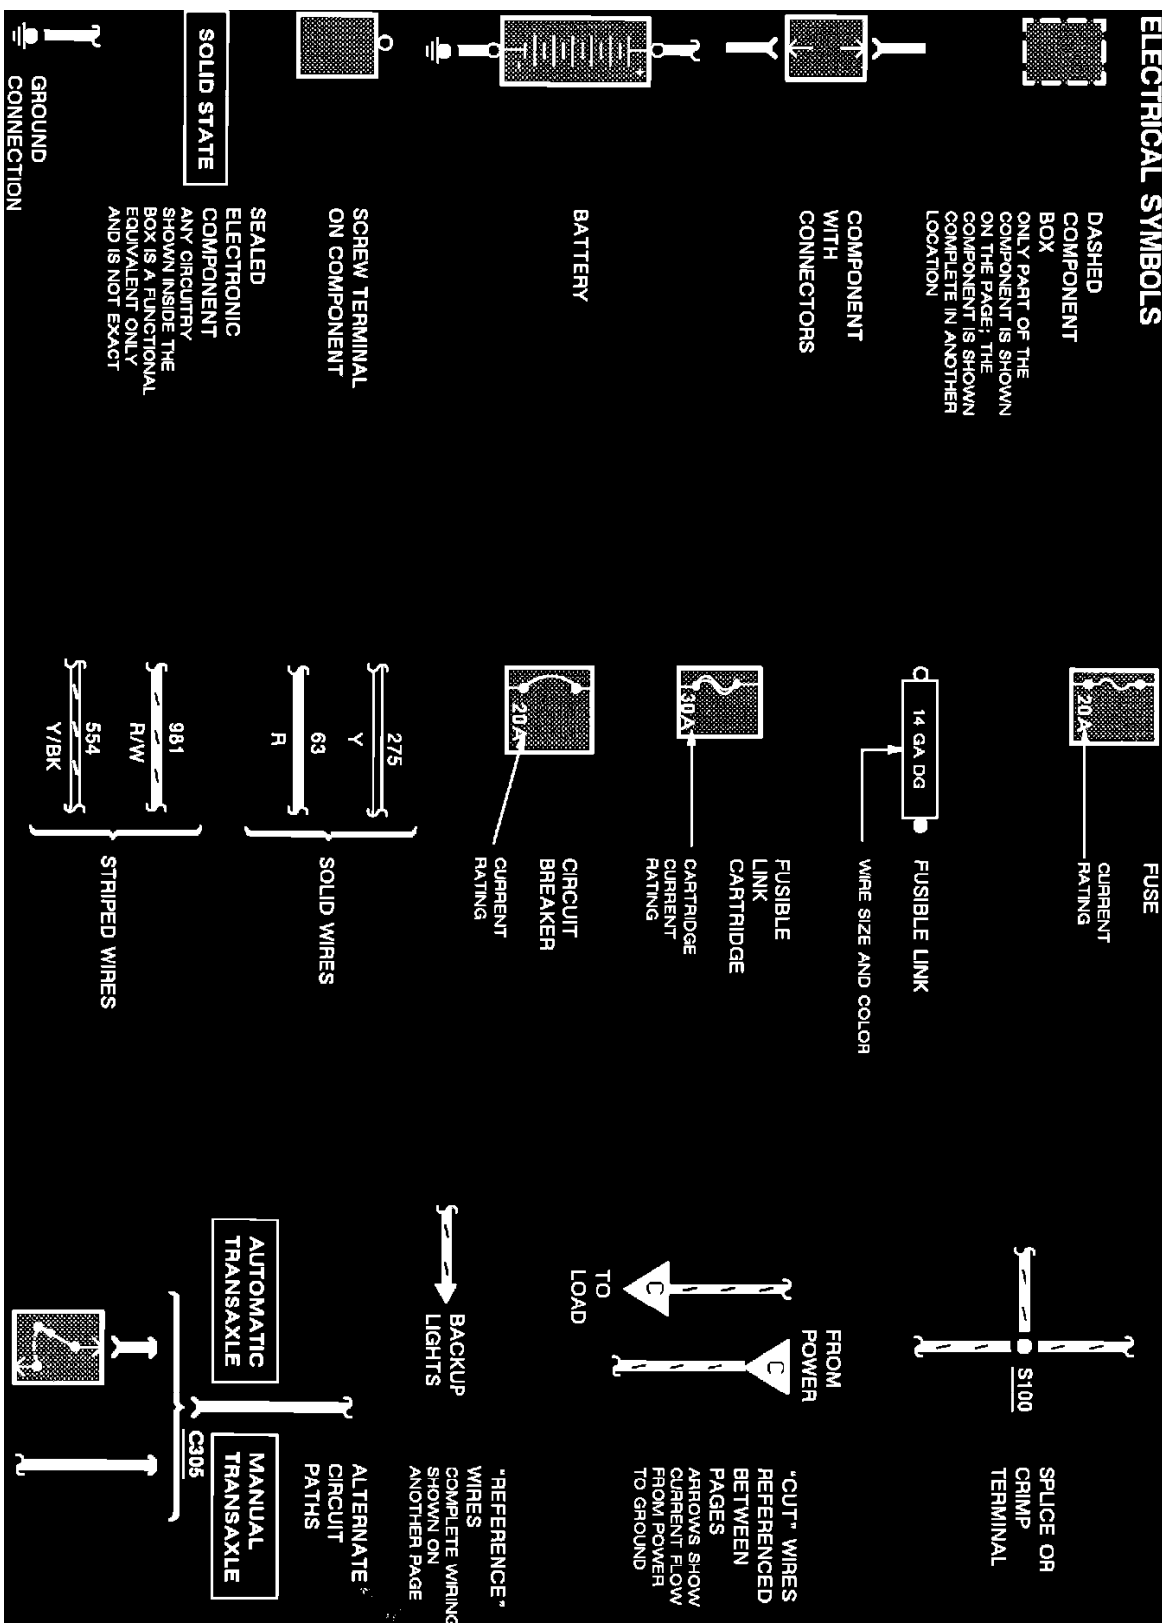 ELECTRICAL SYMBOLS
DASHED
COMPONENT
BOX
ONLY PART OF THE
COMPONENT IS SHOWN
ON THE PAGE; THE
COMPONENT IS SHOWN
COMPLETE IN ANOTHER
LOCATION
COMPONENT
WITH
CONNECTORS
BATTERY
SCREW TERMINAL
ON COMPONENT
SOLID STATE
SEALED
ELECTRONIC
COMPONENT
ANY CIRCUITRY
SHOWN INSIDE THE
BOX IS A FUNCTIONAL
EQUIVALENT ONLY
AND IS NOT EXACT
GROUND
CONNECTION
FUSE
20A
CURRENT
RATING
14 GA DG
FUSIBLE LINK
WIRE SIZE AND COLOR
30A
FUSIBLE
LINK
CARTRIDGE
CARTRIDGE
CURRENT
RATING
20A
CIRCUIT
BREAKER
CURRENT
RATING
275
Y
63
R
SOLID WIRES
981
R/W
554
Y/BK
STRIPED WIRES
S100
SPLICE OR
CRIMP
TERMINAL
FROM
POWER
C
C
TO
LOAD
"CUT" WIRES
REFERENCED
BETWEEN
PAGES
ARROWS SHOW
CURRENT FLOW
FROM POWER
TO GROUND
BACKUP
LIGHTS
"REFERENCE"
WIRES
COMPLETE WIRING
SHOWN ON
ANOTHER PAGE
AUTOMATIC
TRANSAXLE
MANUAL
TRANSAXLE
C305
ALTERNATE
CIRCUIT
PATHS